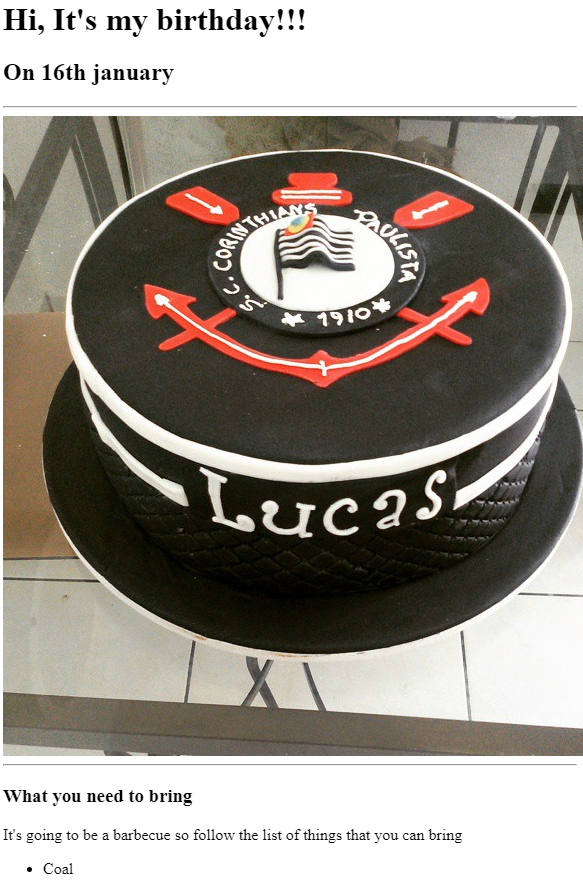 Hi, It's my birthday!!!
On 16th january
S. C. CORINTHIANS PAULISTA
1910
Lucas
What you need to bring
It's going to be a barbecue so follow the list of things that you can bring
• Coal